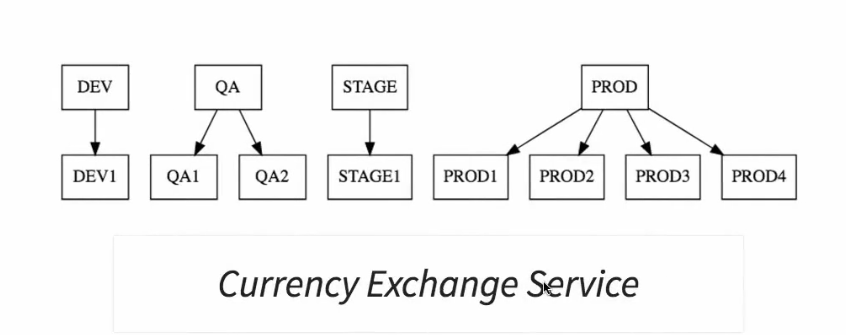 DEV QA STAGE PROD
DEV1 QA1 QA2 STAGE1 PROD1 PROD2 PROD3 PROD4
Currency Exchange Service